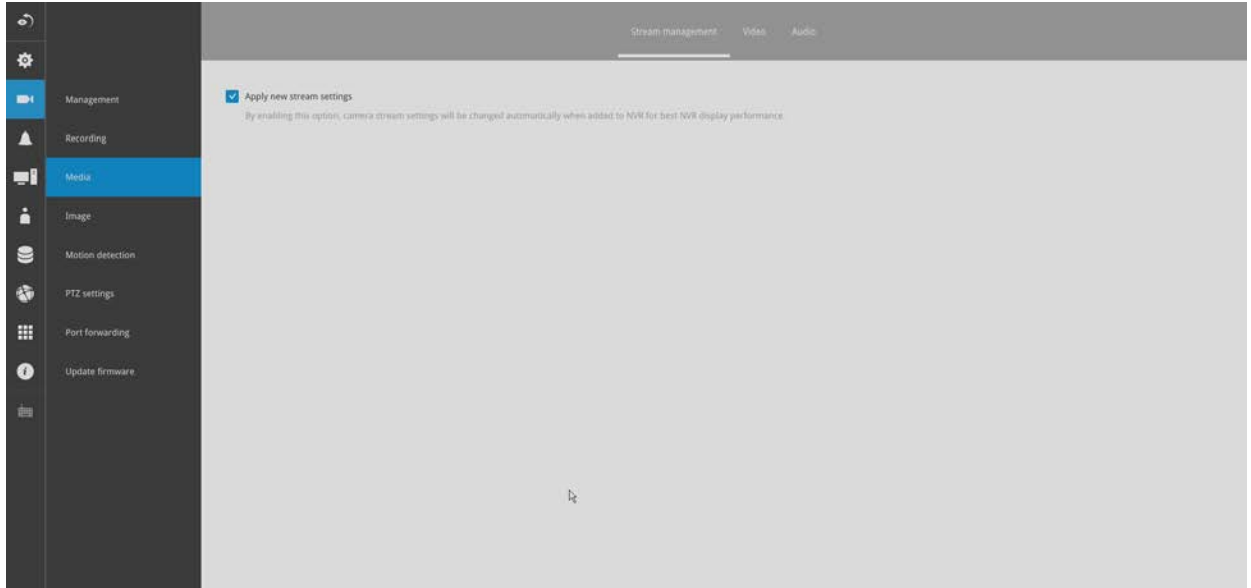 Stream management
Video
Audio
Management
Recording
Media
Image
Motion detection
PTZ settings
Port forwarding
Update firmware
Apply new stream settings
By enabling this option, camera stream settings will be changed automatically when added to NVR for best NVR display performance.